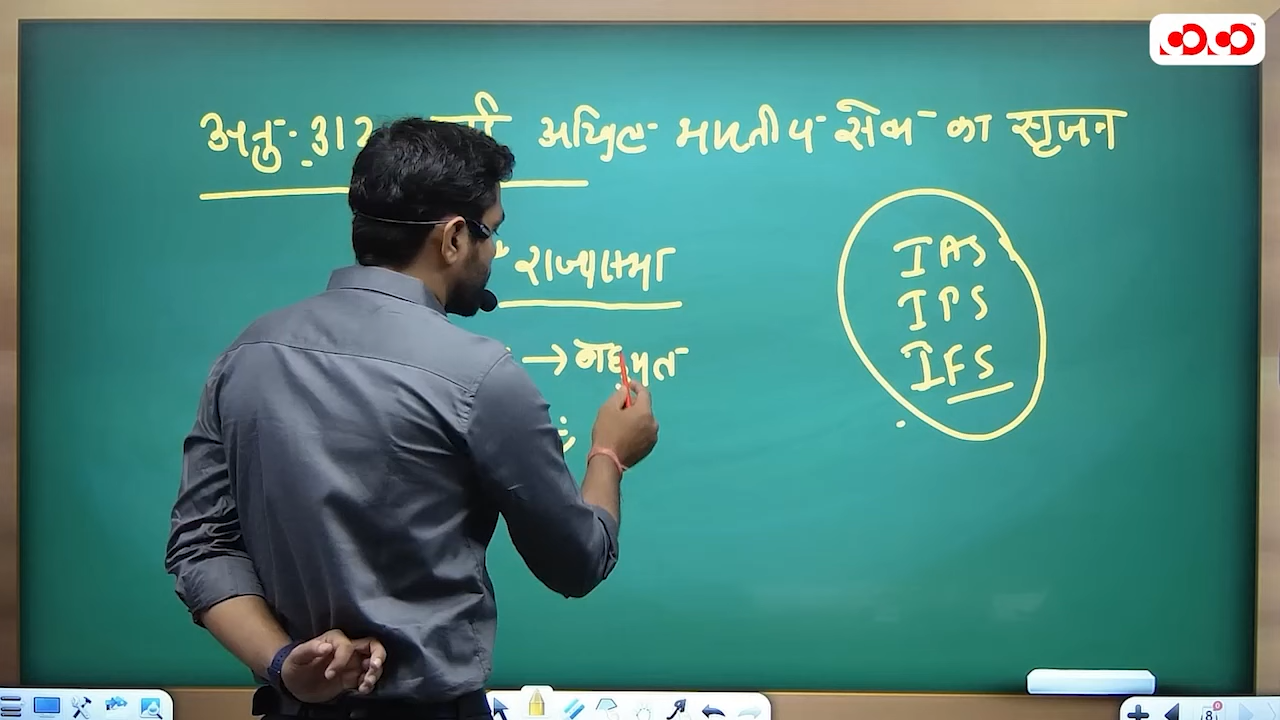 अनु॰ 312 अखिल भारतीय सेवा का सृजन
राज्यसभा
→ बहुमत
IAS
IPS
IFS